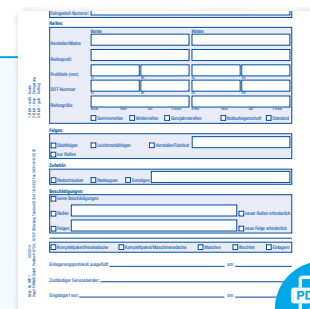 Fahrgestell-Nummer:
Reifen:
Vorne Hinten
Hersteller/Marke
Reifenprofil
Profiltiefe (mm)
DOT-Nummer
Reifengröße
Sommerreifen Winterreifen Ganzjahresreifen Notlaufeigenschaft Standard
Felgen:
Stahlfelgen Leichtmetallfelgen Hersteller/Fabrikat
nur Reifen
Zubehör:
Radschrauben Radkappen Sonstiges
Beschädigungen:
keine Beschädigungen
Reifen neuer Reifen erforderlich
Felgen neue Felge erforderlich
Komplettpaket/Handwäsche Komplettpaket/Maschinenwäsche Waschen Wuchten Einlagern
Einlagerungsprotokoll ausgefüllt: am:
Zuständiger Serviceberater:
Eingelagert von: am:
PD